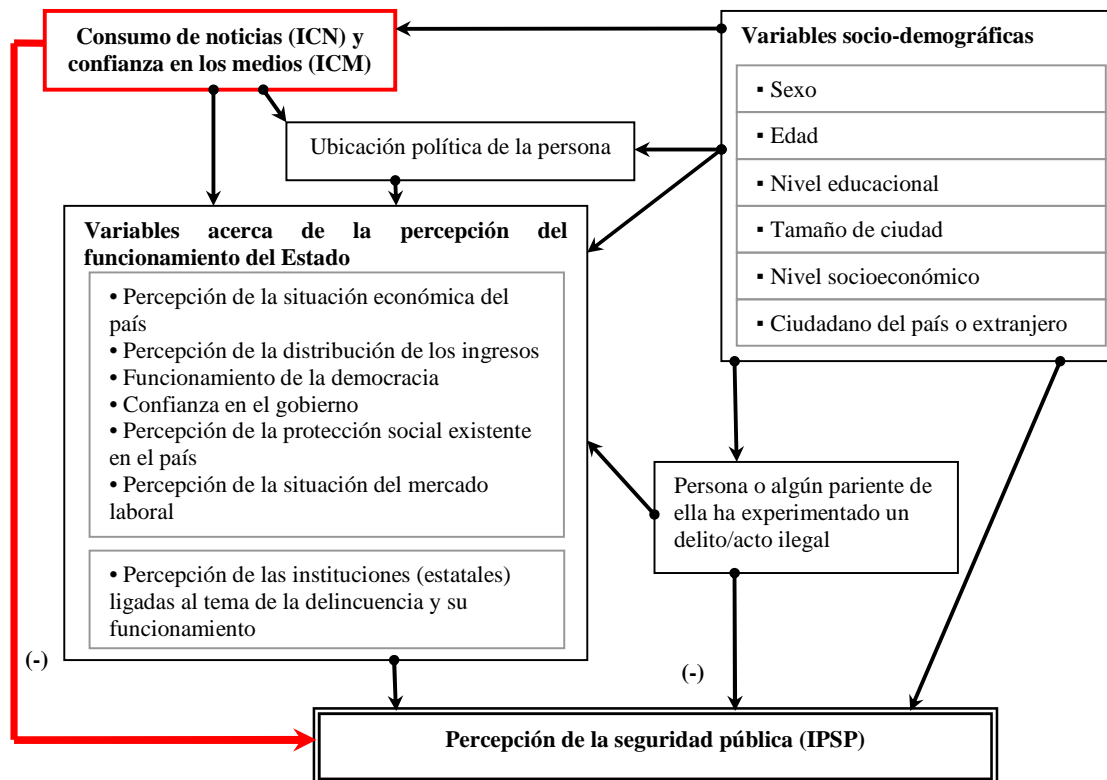 Consumo de noticias (ICN) y
confianza en los medios (ICM)
Variables socio-demográficas
▪ Sexo
▪ Edad
▪ Nivel educacional
▪ Tamaño de ciudad
▪ Nivel socioeconómico
▪ Ciudadano del país o extranjero
Ubicación política de la persona
Variables acerca de la percepción del
funcionamiento del Estado
• Percepción de la situación económica del
país
• Percepción de la distribución de los ingresos
• Funcionamiento de la democracia
• Confianza en el gobierno
• Percepción de la protección social existente
en el país
• Percepción de la situación del mercado
laboral
• Percepción de las instituciones (estatales)
ligadas al tema de la delincuencia y su
funcionamiento
Persona o algún pariente de
ella ha experimentado un
delito/acto ilegal
(-)
(-)
Percepción de la seguridad pública (IPSP)